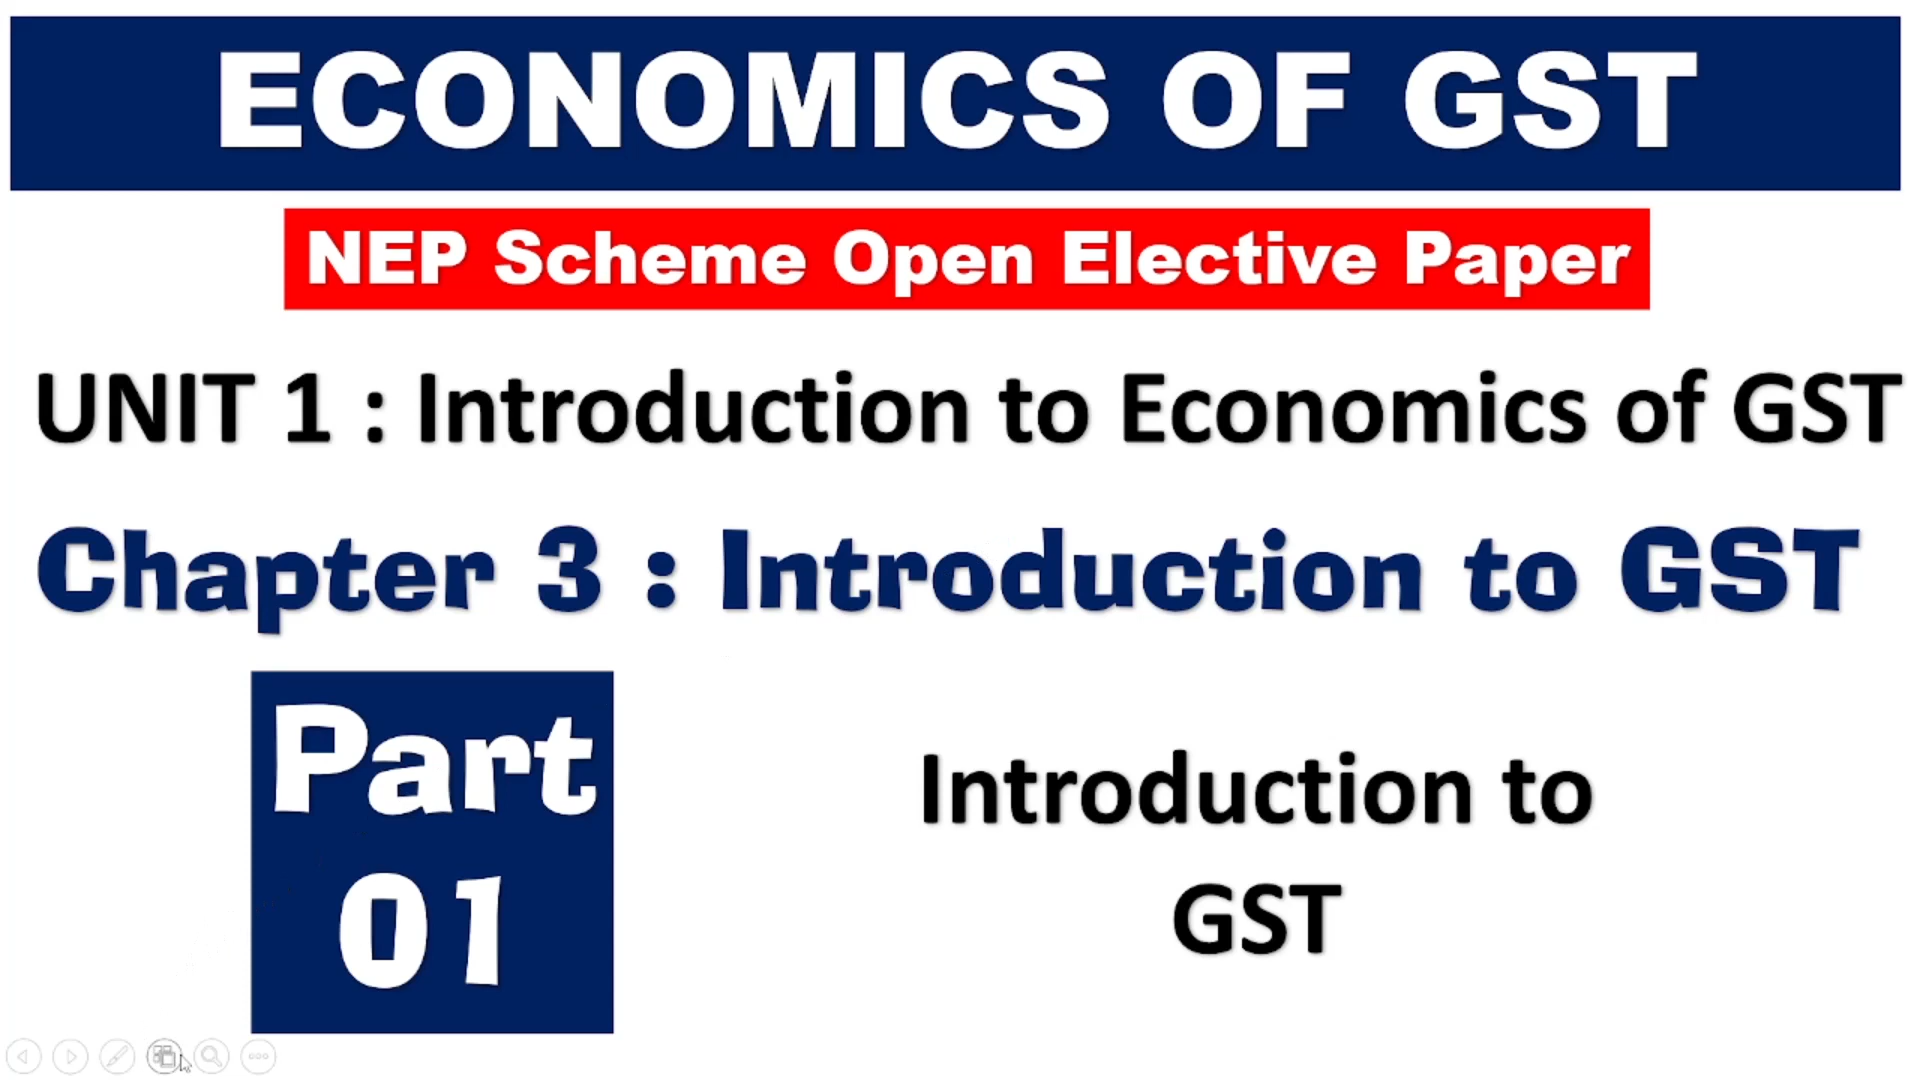 ECONOMICS OF GST
NEP Scheme Open Elective Paper
UNIT 1 : Introduction to Economics of GST
Chapter 3 : Introduction to GST
Part
01
Introduction to
GST